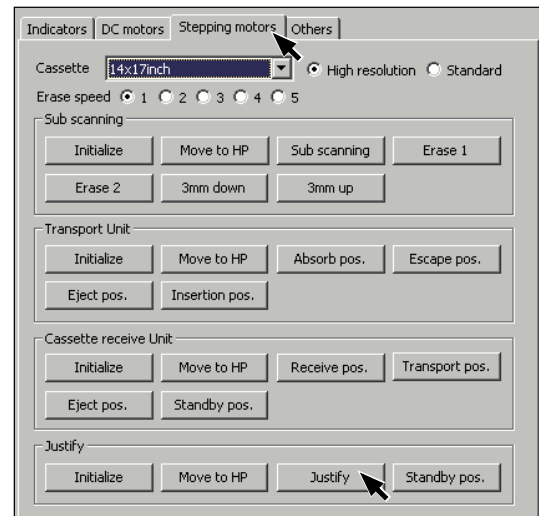 Indicators DC motors Stepping motors Others
Cassette 14x17inch High resolution Standard
Erase speed 1 2 3 4 5
Sub scanning
Initialize Move to HP Sub scanning Erase 1
Erase 2 3mm down 3mm up
Transport Unit
Initialize Move to HP Absorb pos. Escape pos.
Eject pos. Insertion pos.
Cassette receive Unit
Initialize Move to HP Receive pos. Transport pos.
Eject pos. Standby pos.
Justify
Initialize Move to HP Justify Standby pos.